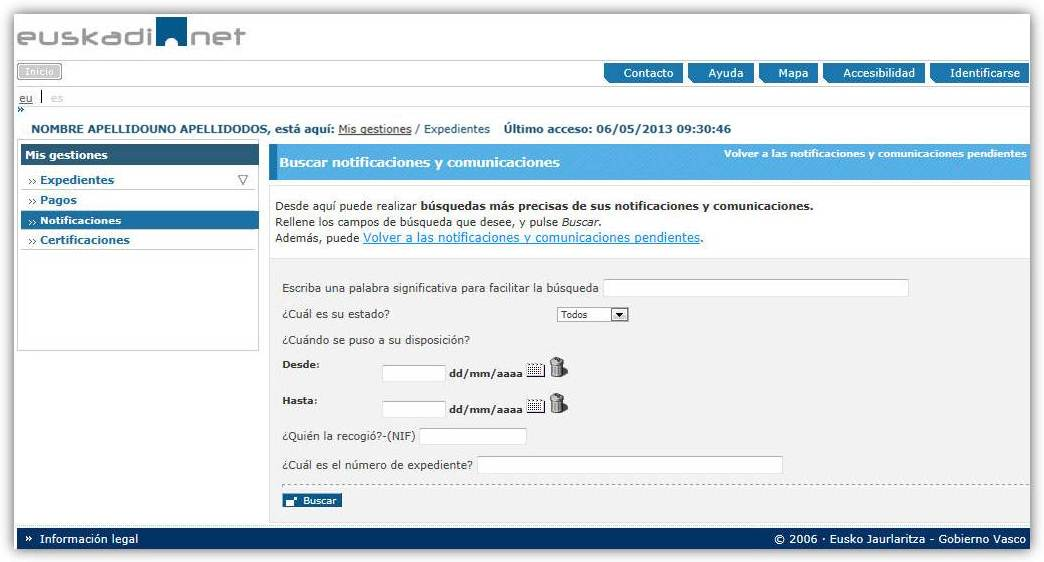 euskadi.net
Inicio
Contacto Ayuda Mapa Accesibilidad Identificarse
eu | es
»
NOMBRE APELLIDOUNO APELLIDODOS, está aquí: Mis gestiones / Expedientes Último acceso: 06/05/2013 09:30:46
Mis gestiones
» Expedientes
» Pagos
» Notificaciones
» Certificaciones
Buscar notificaciones y comunicaciones Volver a las notificaciones y comunicaciones pendientes
Desde aquí puede realizar búsquedas más precisas de sus notificaciones y comunicaciones.
Rellene los campos de búsqueda que desee, y pulse Buscar.
Además, puede Volver a las notificaciones y comunicaciones pendientes.
Escriba una palabra significativa para facilitar la búsqueda
¿Cuál es su estado? Todos
¿Cuándo se puso a su disposición?
Desde: dd/mm/aaaa
Hasta: dd/mm/aaaa
¿Quién la recogió?-(NIF)
¿Cuál es el número de expediente?
Buscar
» Información legal © 2006 · Eusko Jaurlaritza - Gobierno Vasco